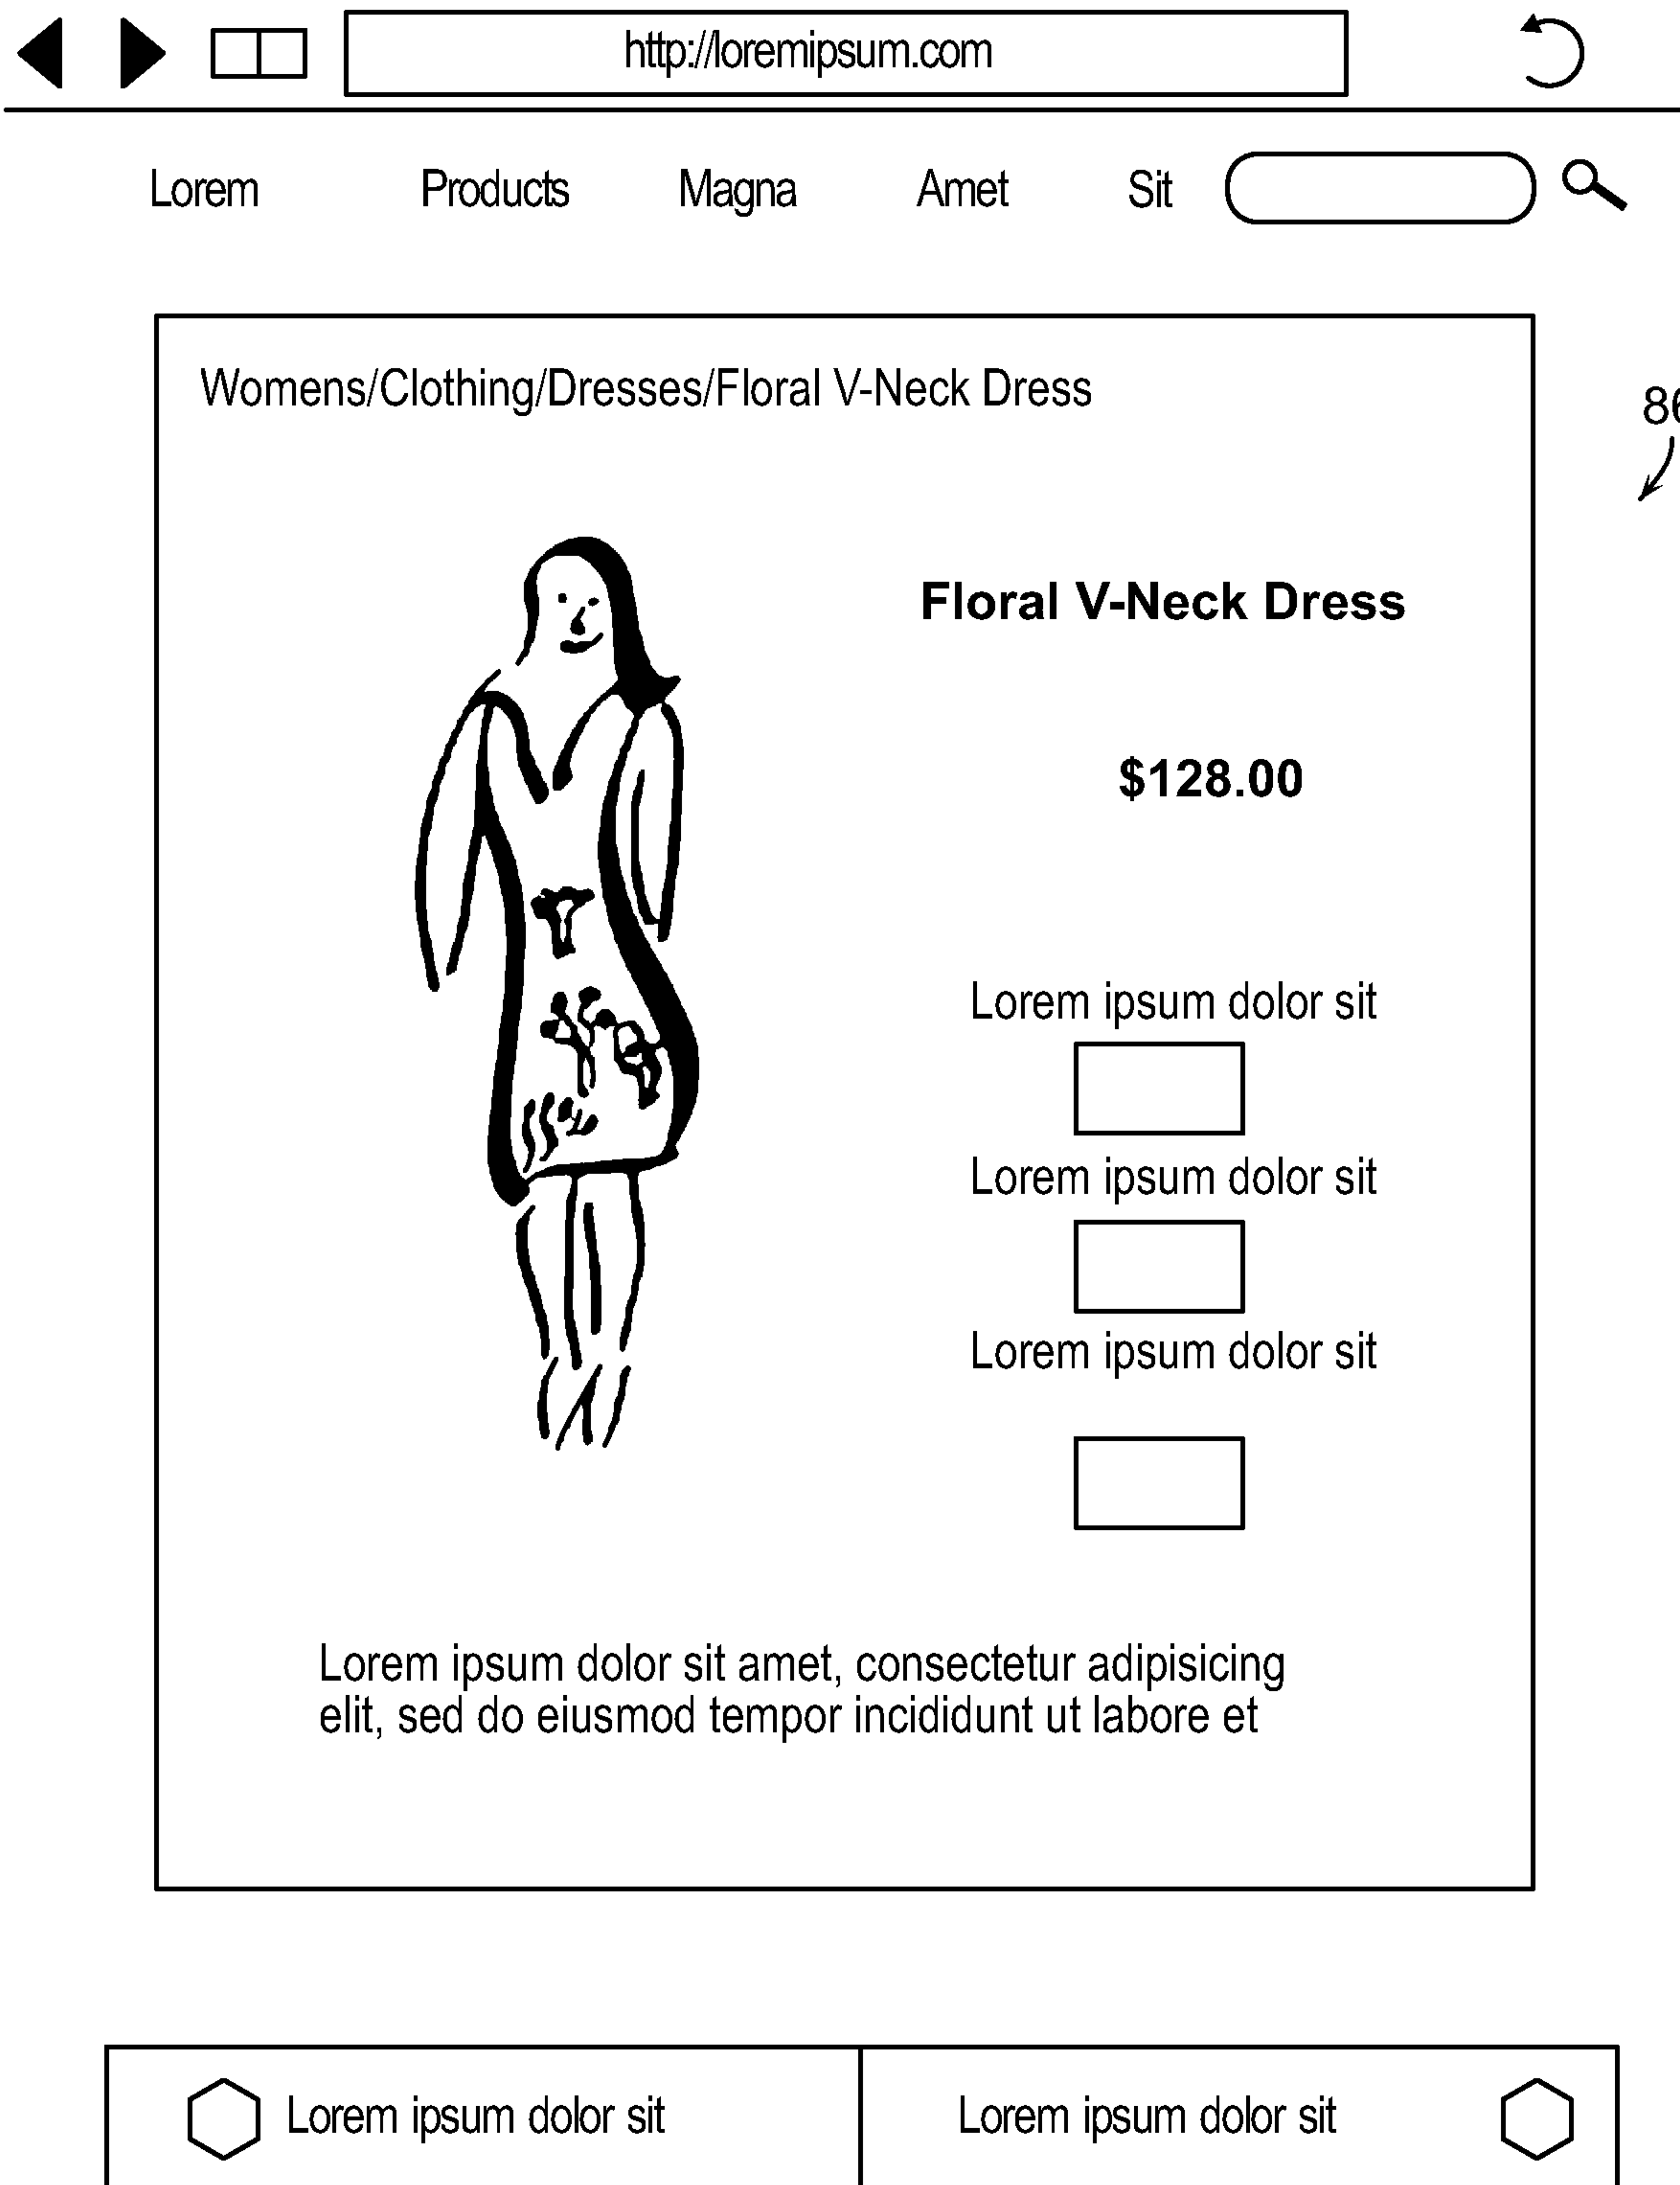 http://loremipsum.com
Lorem Products Magna Amet Sit
Womens/Clothing/Dresses/Floral V-Neck Dress
Floral V-Neck Dress
$128.00
Lorem ipsum dolor sit
Lorem ipsum dolor sit
Lorem ipsum dolor sit
Lorem ipsum dolor sit amet, consectetur adipisicing
elit, sed do eiusmod tempor incididunt ut labore et
Lorem ipsum dolor sit Lorem ipsum dolor sit